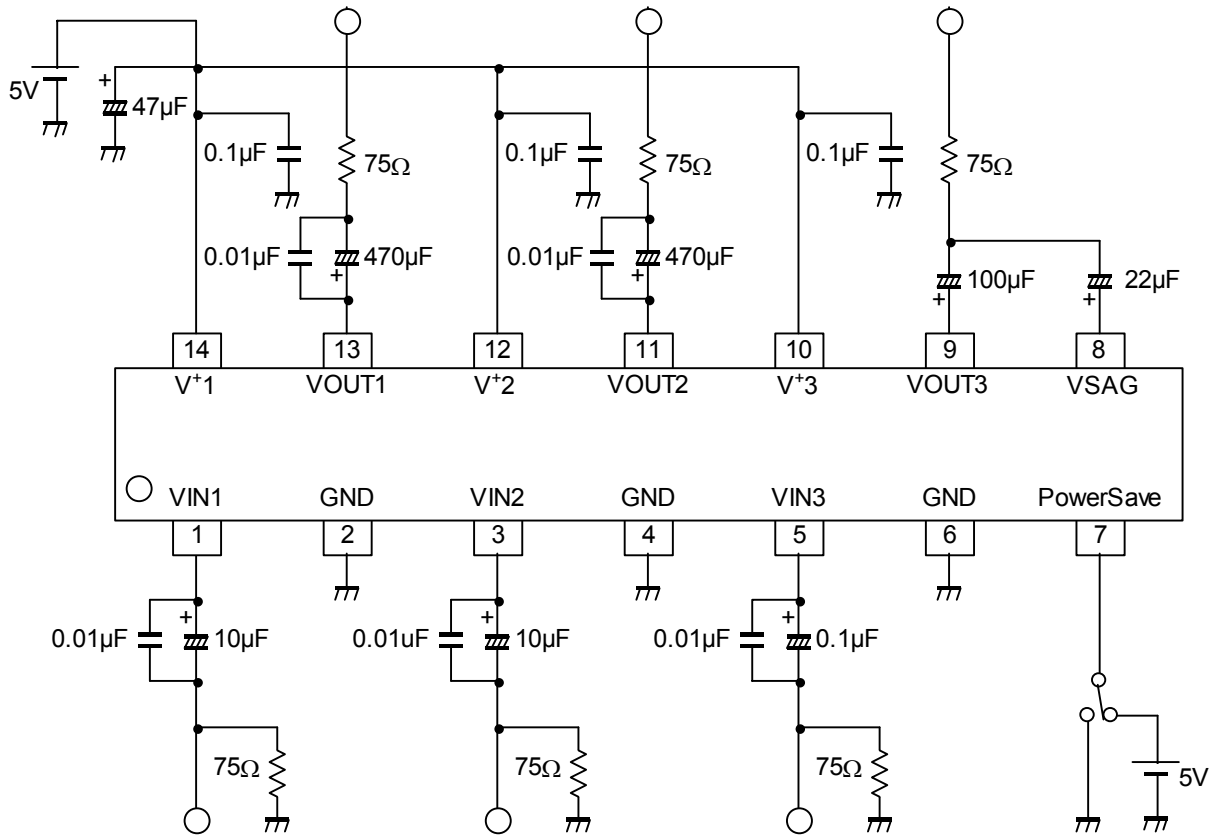 5V
+
47µF
0.1µF
75Ω
0.1µF
75Ω
0.1µF
75Ω
0.01µF
+
470µF
0.01µF
+
470µF
+
100µF
+
22µF
14
13
12
11
10
9
8
V+1
VOUT1
V+2
VOUT2
V+3
VOUT3
VSAG
VIN1
GND
VIN2
GND
VIN3
GND
PowerSave
1
2
3
4
5
6
7
0.01µF
+
10µF
0.01uF
+
10µF
0.01µF
+
0.1µF
75Ω
75Ω
75Ω
5V